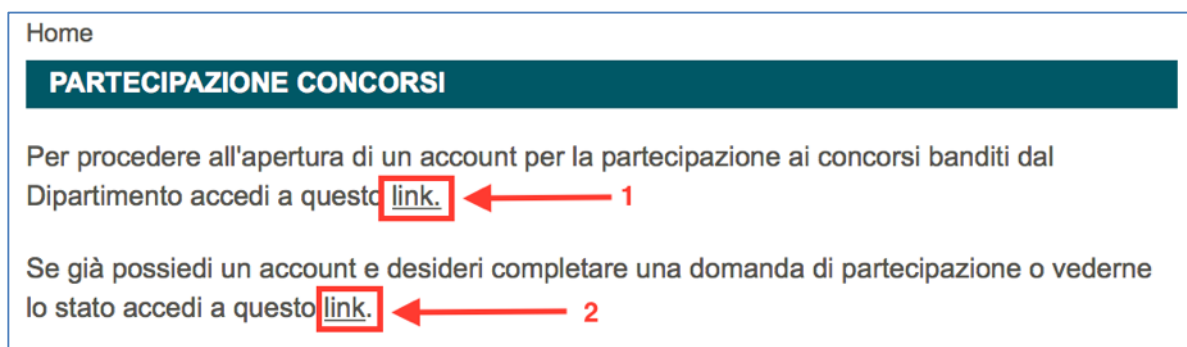 Home
PARTECIPAZIONE CONCORSI
Per procedere all'apertura di un account per la partecipazione ai concorsi banditi dal
Dipartimento accedi a questo link. 1
Se già possiedi un account e desideri completare una domanda di partecipazione o vederne
lo stato accedi a questo link. 2